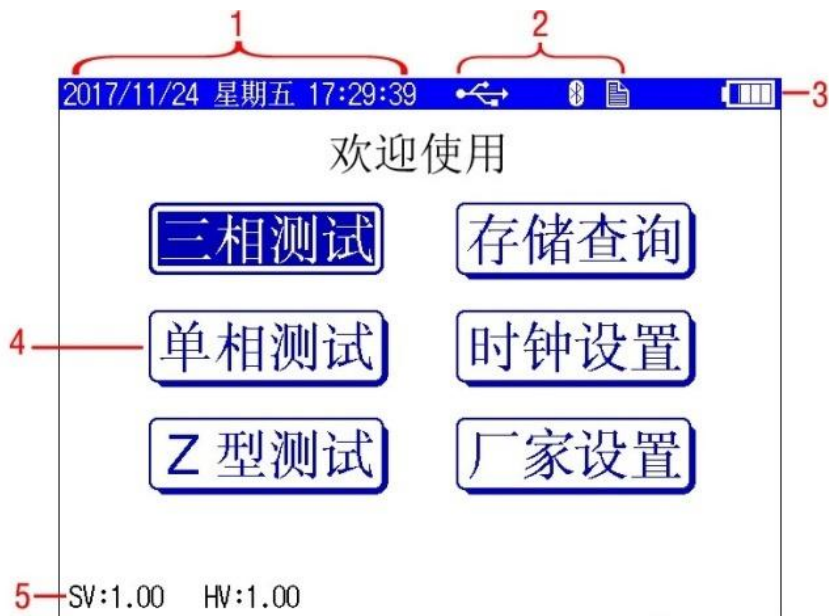 1 2
2017/11/24 星期五 17:29:39 3
欢迎使用
三相测试 存储查询
4 单相测试 时钟设置
Z 型测试 厂家设置
5 SV:1.00 HV:1.00